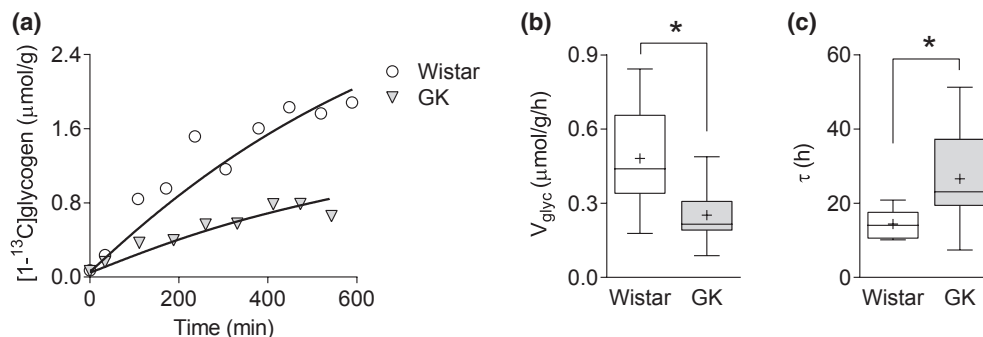 (a)
[1-¹³C]glycogen (μmol/g)
2.4
1.6
0.8
0.0
0
200
400
600
Time (min)
Wistar
GK
(b)
V_glyc (μmol/g/h)
0.9
0.6
0.3
0.0
*
Wistar
GK
(c)
τ (h)
60
40
20
0
*
Wistar
GK